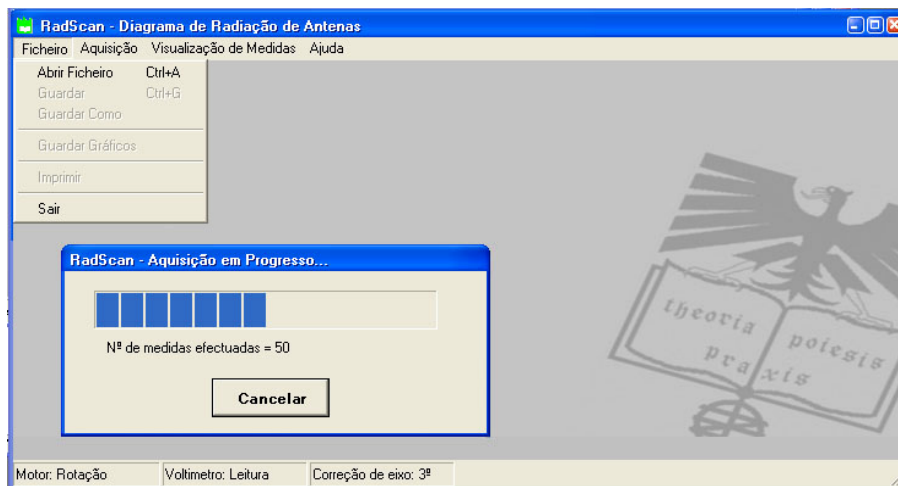 RadScan - Diagrama de Radiação de Antenas
Ficheiro Aquisição Visualização de Medidas Ajuda
Abrir Ficheiro Ctrl+A
Guardar Ctrl+G
Guardar Como
Guardar Gráficos
Imprimir
Sair
RadScan - Aquisição em Progresso...
Nº de medidas efectuadas = 50
Cancelar
theoria poiesis
praxis
Motor: Rotação Voltimetro: Leitura Correção de eixo: 3ª